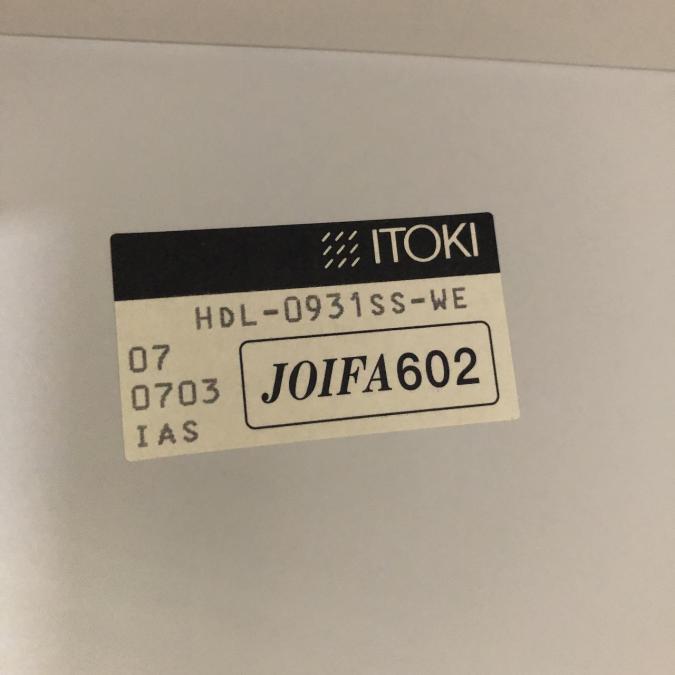 ITOKI
HDL-0931SS-WE
07
0703
IAS
JOIFA602